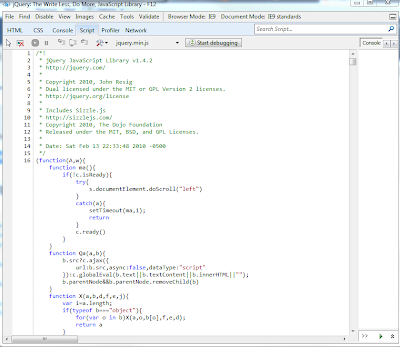 jQuery: The Write Less, Do More, JavaScript Library - F12
File Find Disable View Images Cache Tools Validate Browser Mode: IE9 Document Mode: IE9 standards
HTML CSS Console Script Profiler Network Search Script...
jquery.min.js Start debugging Console
1 /*!
2 * jQuery JavaScript Library v1.4.2
3 * http://jquery.com/
4 *
5 * Copyright 2010, John Resig
6 * Dual licensed under the MIT or GPL Version 2 licenses.
7 * http://jquery.org/license
8 *
9 * Includes Sizzle.js
10 * http://sizzlejs.com/
11 * Copyright 2010, The Dojo Foundation
12 * Released under the MIT, BSD, and GPL Licenses.
13 *
14 * Date: Sat Feb 13 22:33:48 2010 -0500
15 */
16 (function(A,w){
function ma(){
if(!c.isReady){
try{
s.documentElement.doScroll("left")
}
catch(a){
setTimeout(ma,1);
return
}
c.ready()
}
}
function Qa(a,b){
b.src?c.ajax({
url:b.src,async:false,dataType:"script"
}):c.globalEval(b.text||b.textContent||b.innerHTML||"");
b.parentNode&&b.parentNode.removeChild(b)
}
function X(a,b,d,f,e,j){
var i=a.length;
if(typeof b==="object"){
for(var o in b)X(a,o,b[o],f,e,d);
return a
}
>>